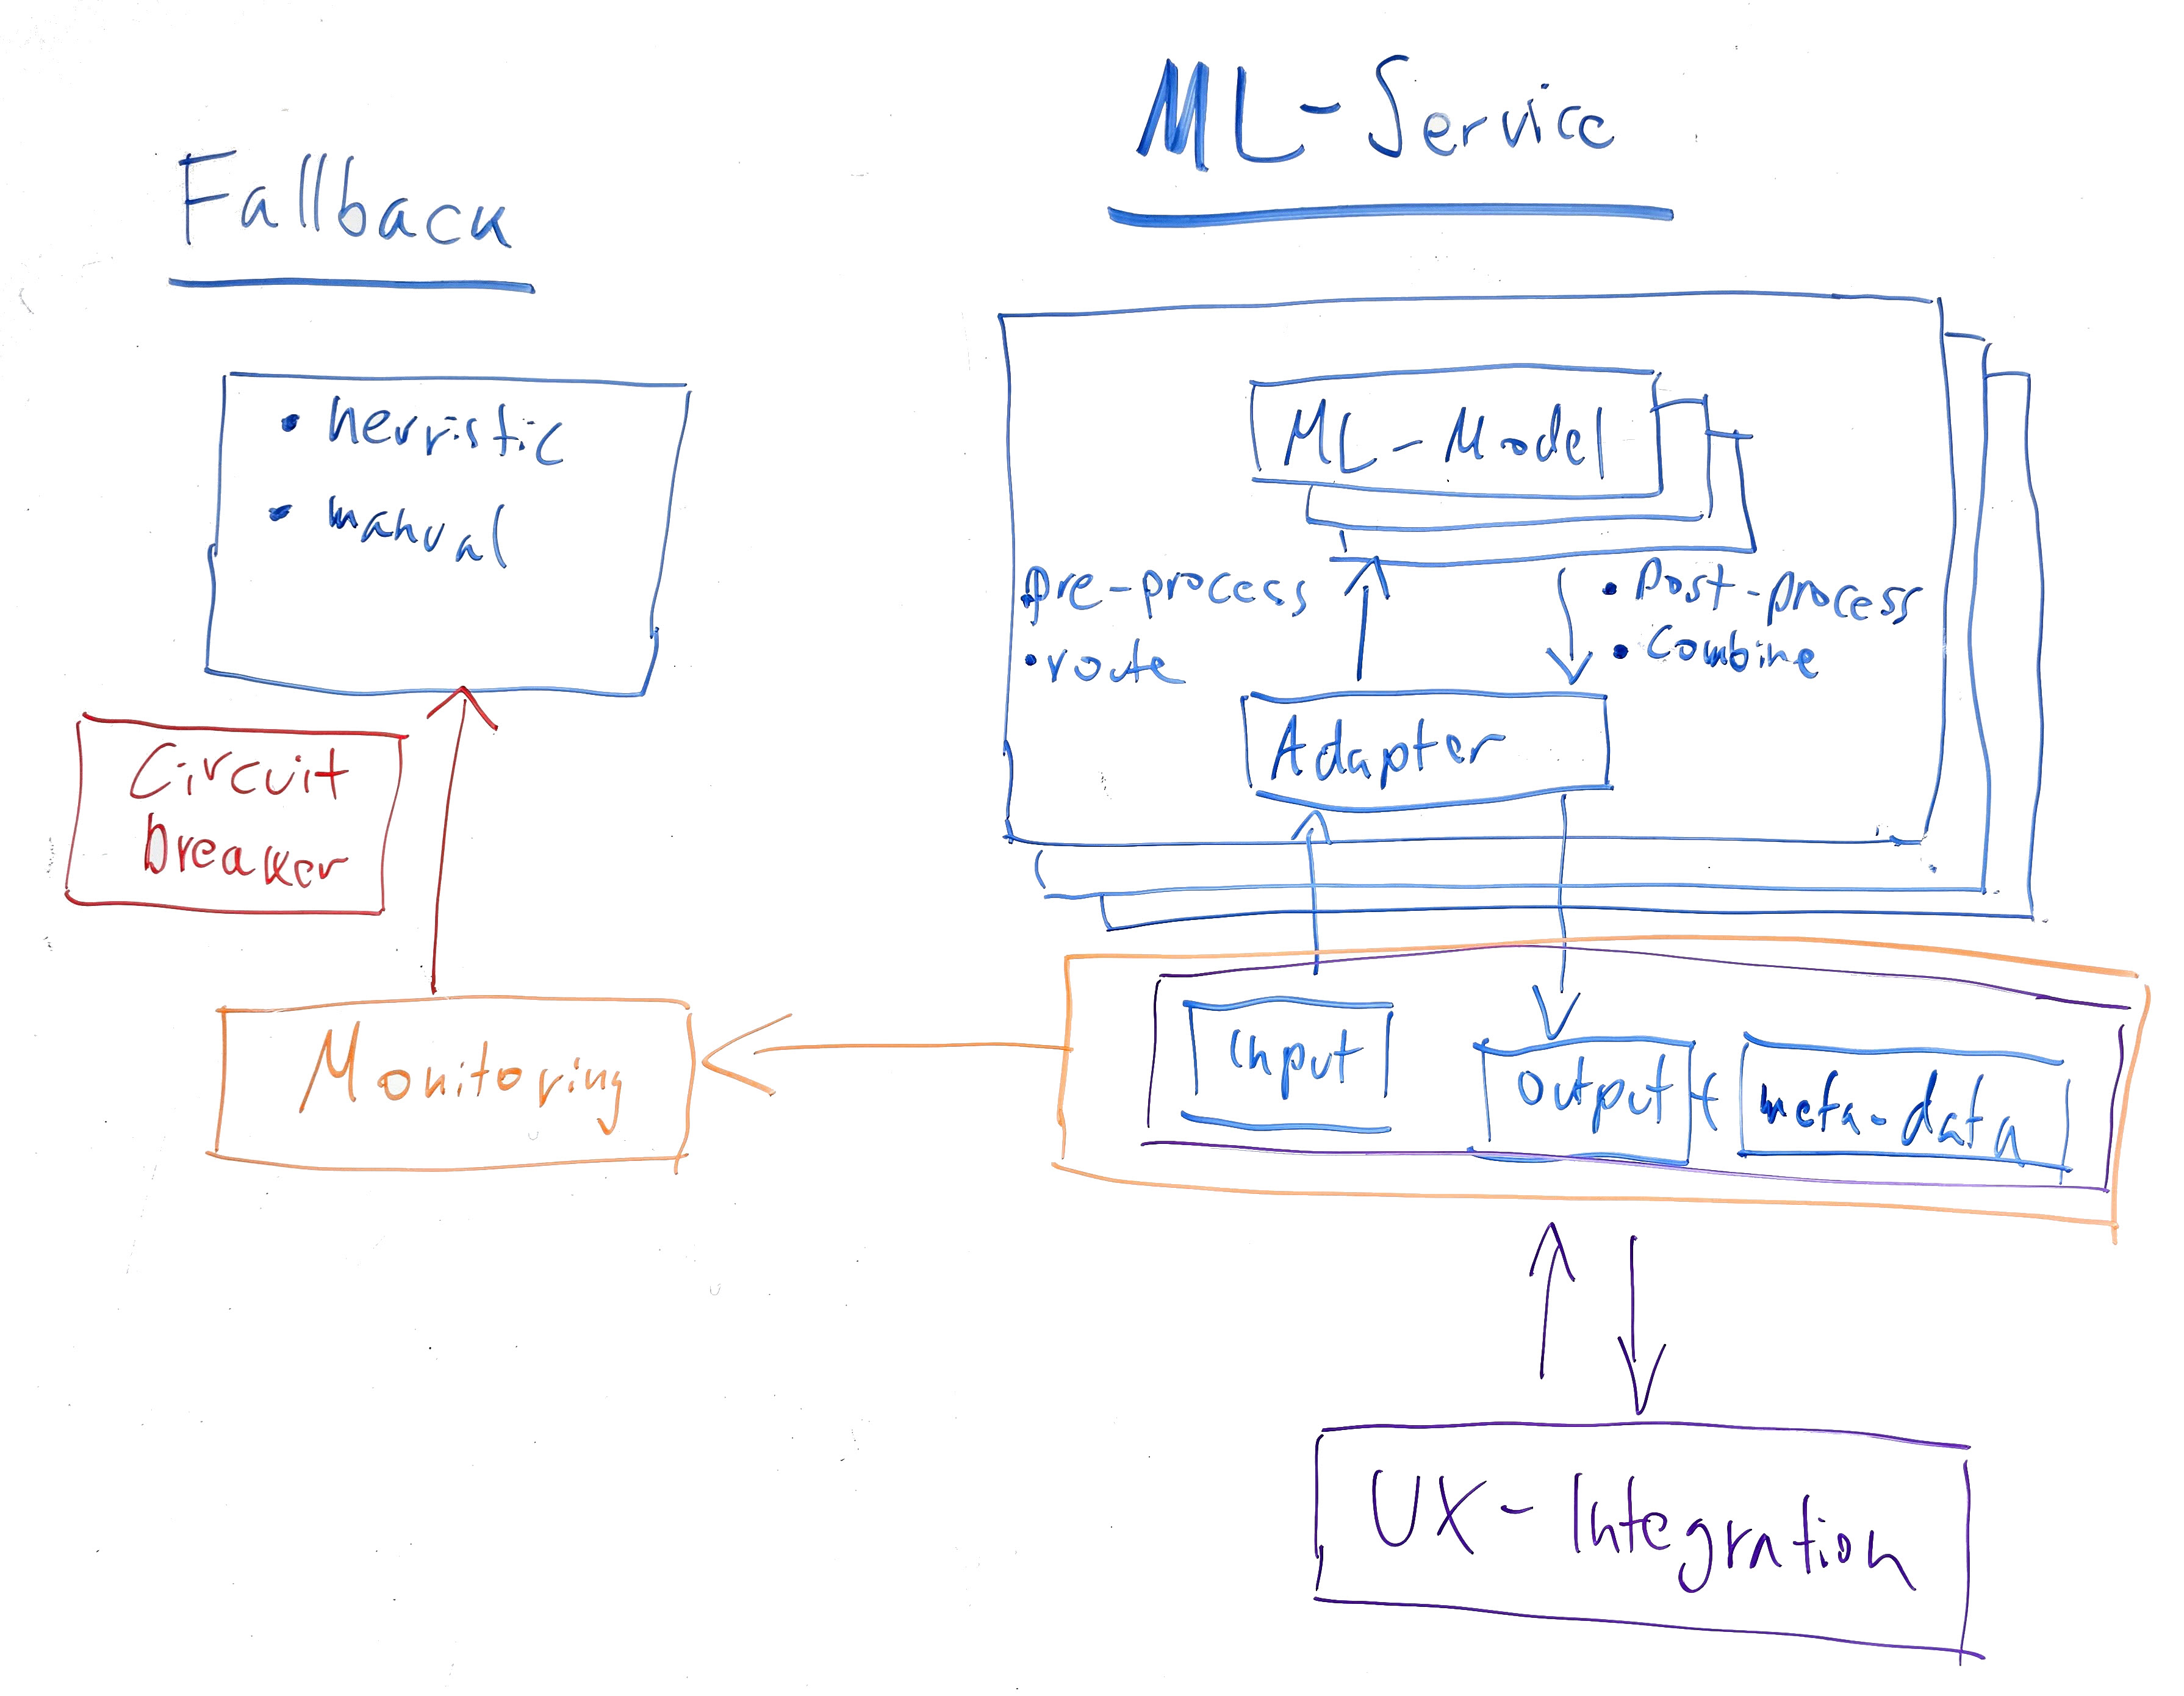 ML-Service
Fallback
• heuristic
• manual
ML-Model
• pre-process
• route
• Post-process
• Combine
Adapter
Circuit
breaker
Monitoring
Input
Output + meta-data
UX-Integration